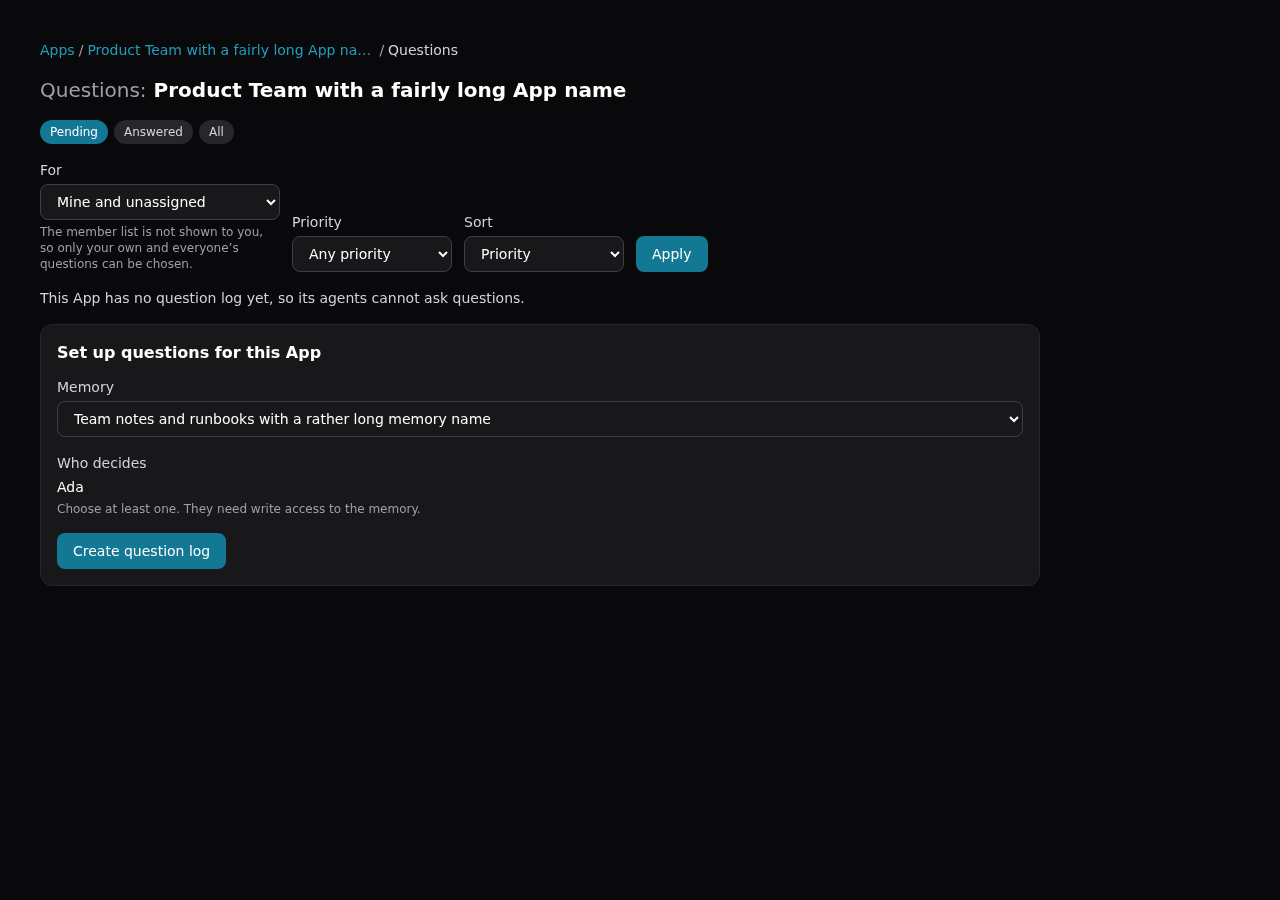 Apps / Product Team with a fairly long App na… / Questions
Questions: Product Team with a fairly long App name
Pending Answered All
For
Mine and unassigned
The member list is not shown to you,
so only your own and everyone’s
questions can be chosen.
Priority
Any priority
Sort
Priority
Apply
This App has no question log yet, so its agents cannot ask questions.
Set up questions for this App
Memory
Team notes and runbooks with a rather long memory name
Who decides
Ada
Choose at least one. They need write access to the memory.
Create question log